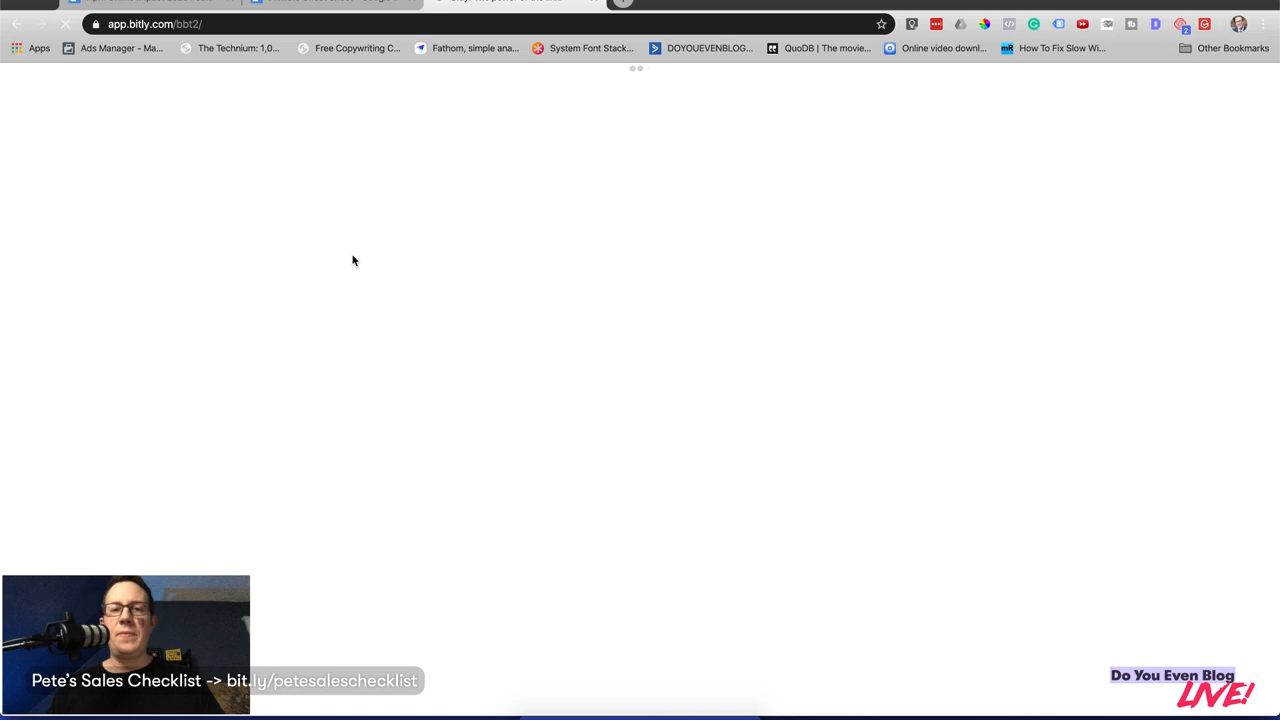 app.bitly.com/bbt2/
Apps
Ads Manager - Ma...
The Technium: 1,0...
Free Copywriting C...
Fathom, simple ana...
System Font Stack...
DOYOUEVENBLOG...
QuoDB | The movie...
Online video downl...
How To Fix Slow Wi...
Other Bookmarks
Pete's Sales Checklist -> bit.ly/petesaleschecklist
Do You Even Blog
LIVE!